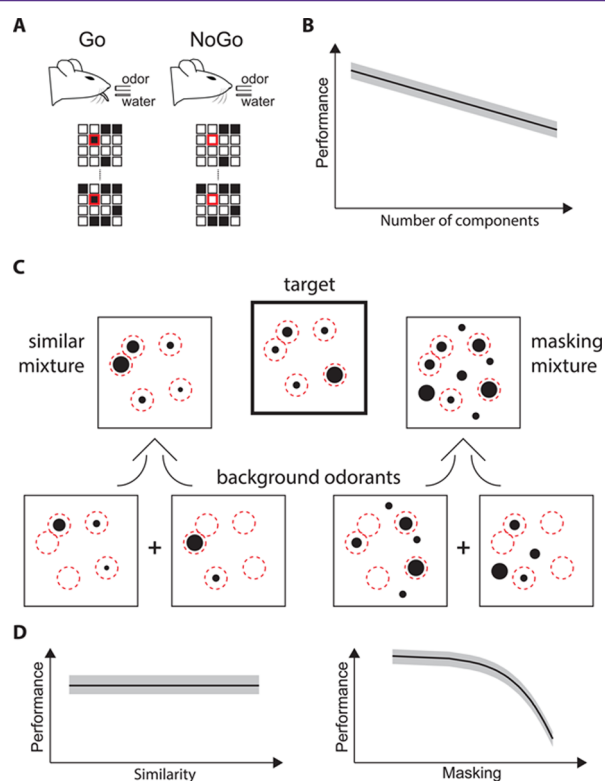 A
Go
NoGo
odor
water
odor
water
B
Performance
Number of components
C
target
similar
mixture
masking
mixture
background odorants
+
+
D
Performance
Similarity
Performance
Masking